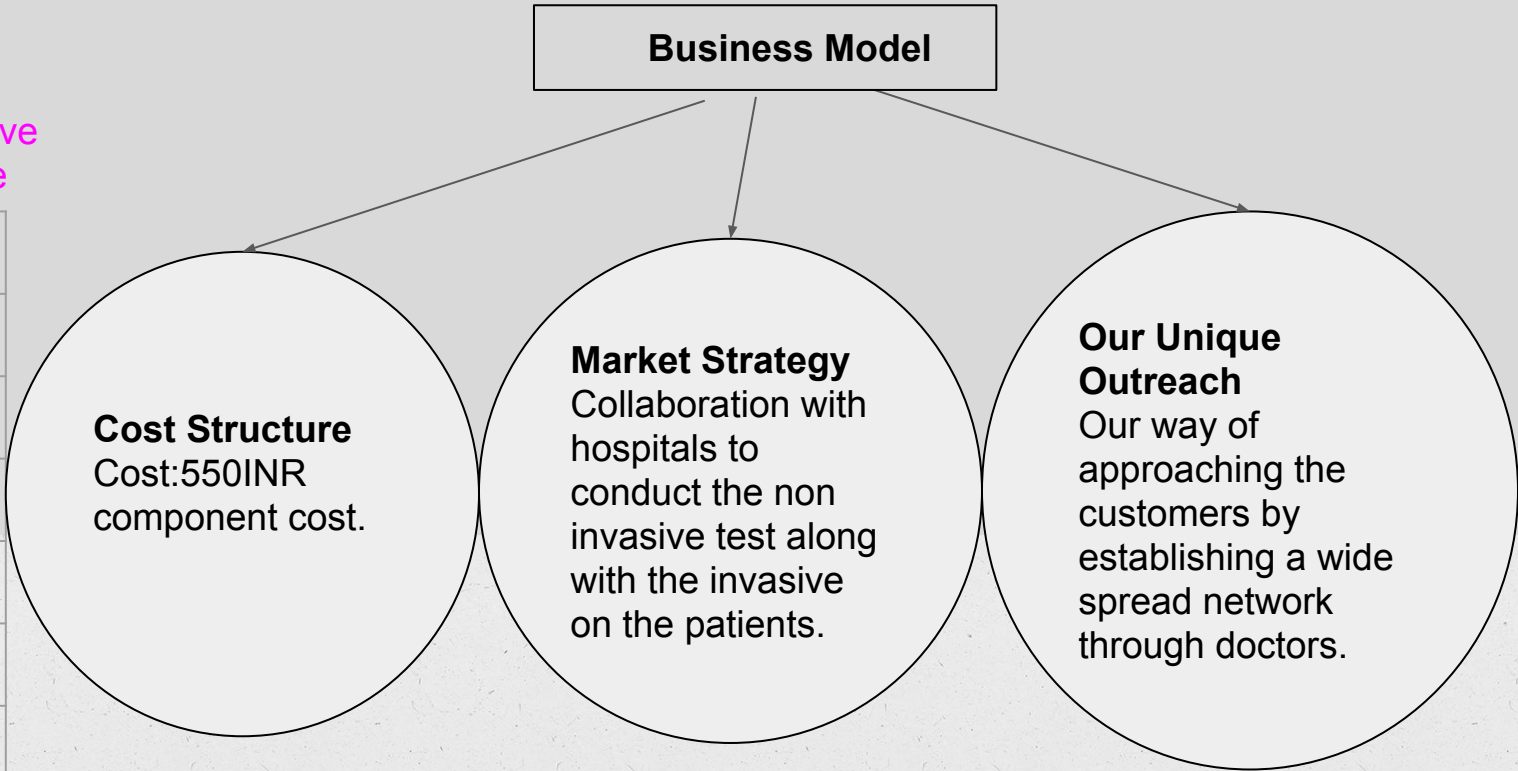 Business Model
ve
e
Cost Structure
Cost:550INR
component cost.
Market Strategy
Collaboration with
hospitals to
conduct the non
invasive test along
with the invasive
on the patients.
Our Unique
Outreach
Our way of
approaching the
customers by
establishing a wide
spread network
through doctors.